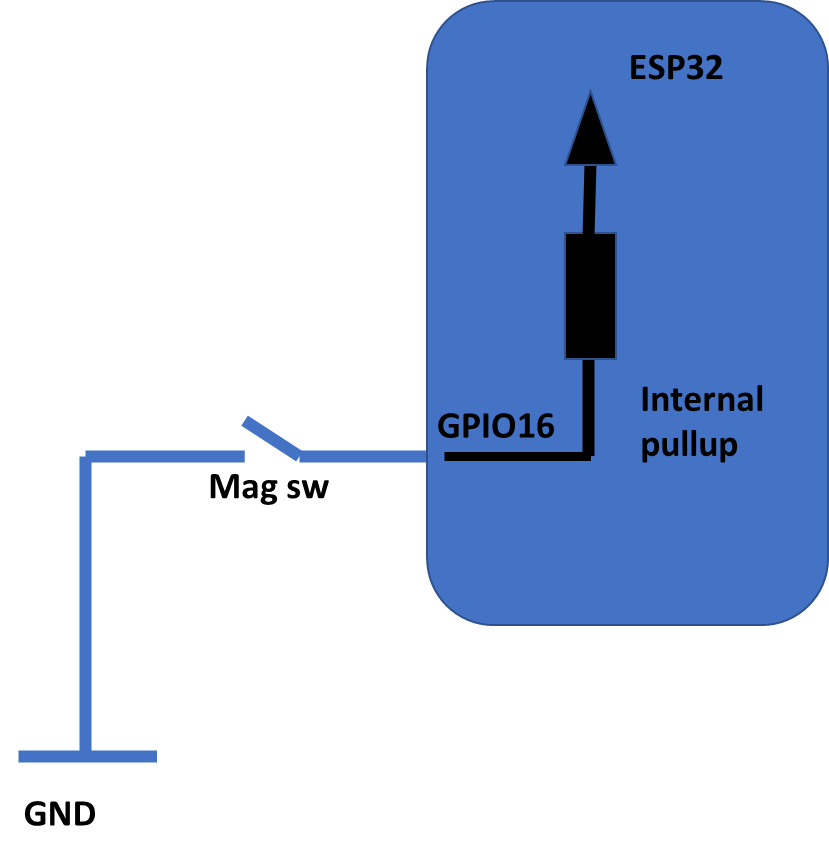 ESP32
Internal
pullup
GPIO16
Mag sw
GND